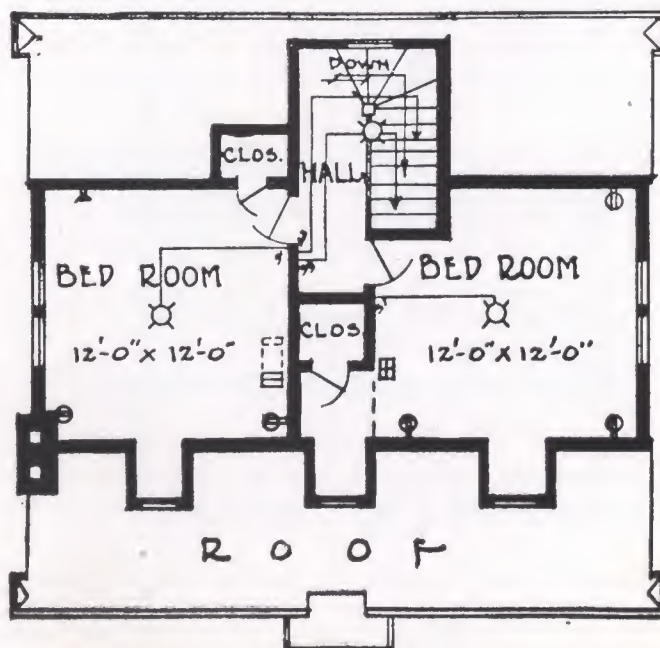 DOWN
CLOS.
HALL
BED ROOM
12'-0" x 12'-0"
BED ROOM
12'-0" x 12'-0"
CLOS
ROOF